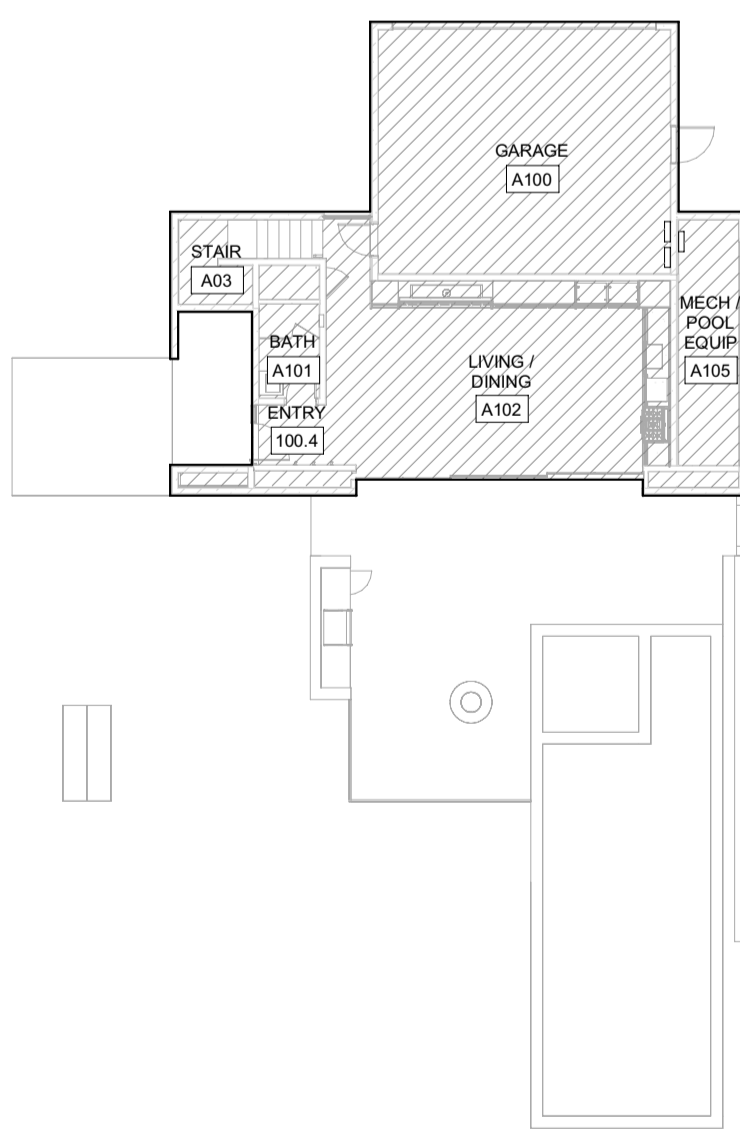 GARAGE
A100
STAIR
A03
MECH /
POOL
EQUIP
A105
BATH
A101
LIVING /
DINING
A102
ENTRY
100.4